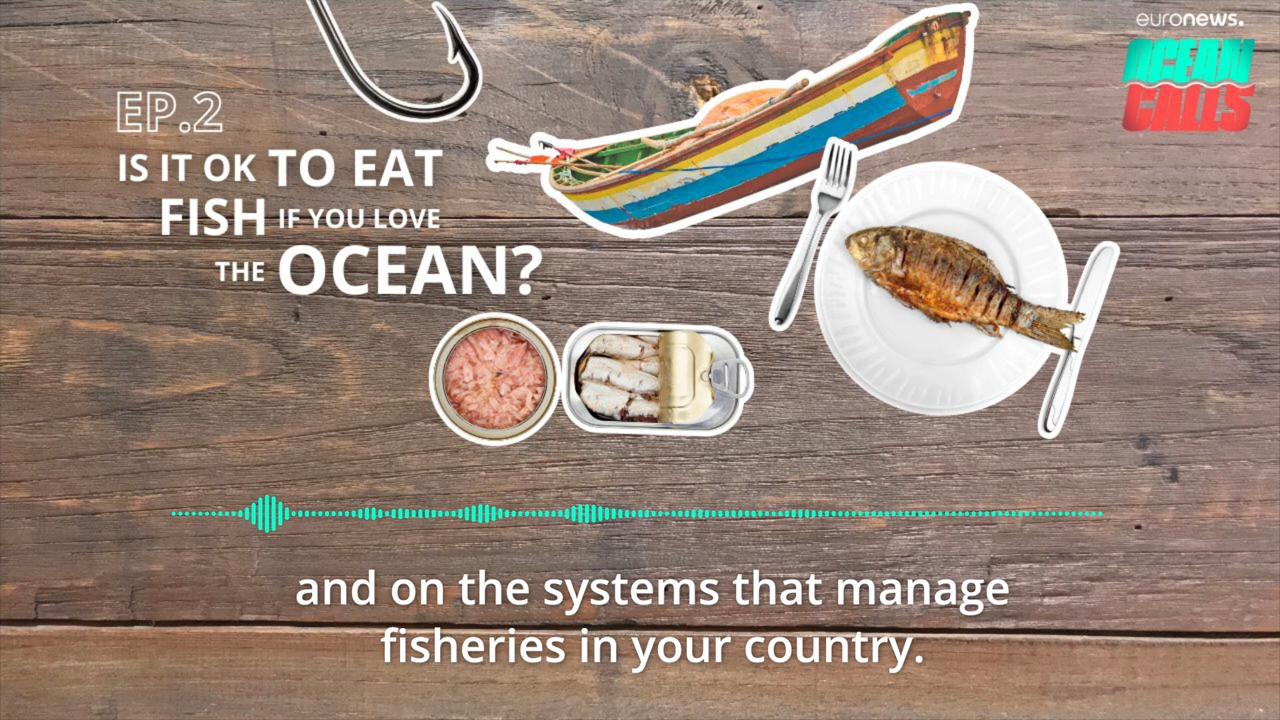 euronews.
OCEAN
CALLS
EP.2
IS IT OK TO EAT
FISH IF YOU LOVE
THE OCEAN?
and on the systems that manage
fisheries in your country.